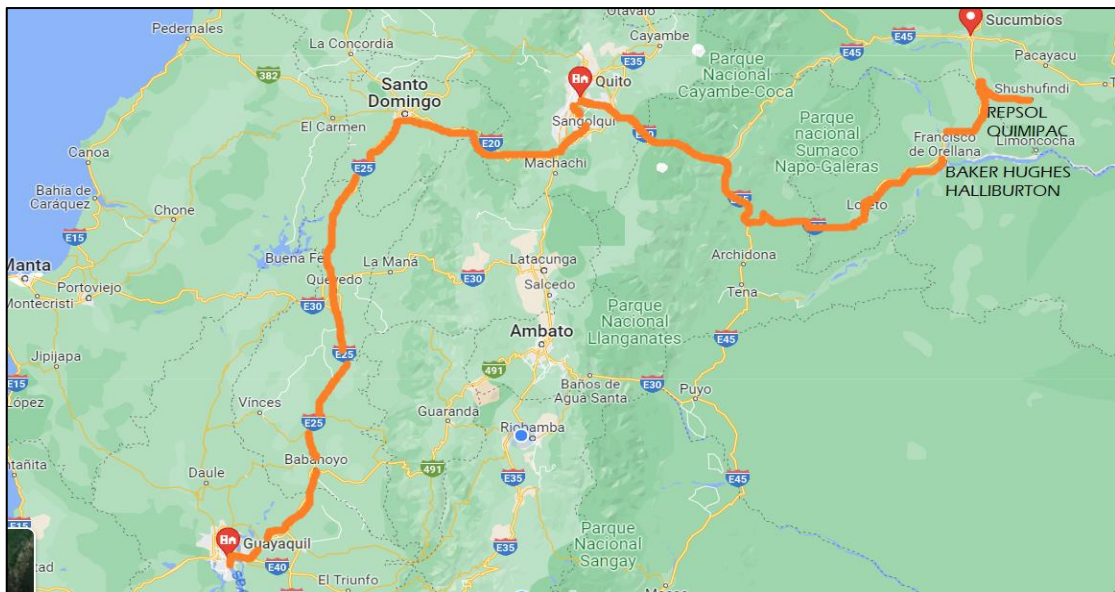 Otavalo
Sucumbios
Pedernales
Cayambe
La Concordia
E45
E45
E35
Pacayacu
382
Quito
Parque
Nacional
Cayambe-Coca
Santo
Domingo
Shushufindi
El Carmen
Sangolquí
REPSOL
QUIMIPAC
Parque
nacional
Sumaco
Napo-Galeras
Francisco
de Orellana
Limoncocha
E20
Machachi
Canoa
E25
BAKER HUGHES
HALLIBURTON
Bahía de
Caráquez
Chone
Loreto
E15
Archidona
Buena Fe
La Maná
Latacunga
Manta
Quevedo
E30
Salcedo
Tena
Portoviejo
Montecristi
E30
Parque
Nacional
Llanganates
Ambato
E45
Jipijapa
E25
491
Baños de
Agua Santa
E30
Puyo
E15
López
Vinces
Guaranda
E25
Riobamba
Babahoyo
491
E35
E45
Daule
E15
Parque
Nacional
Sangay
Guayaquil
E35
E40
El Triunfo